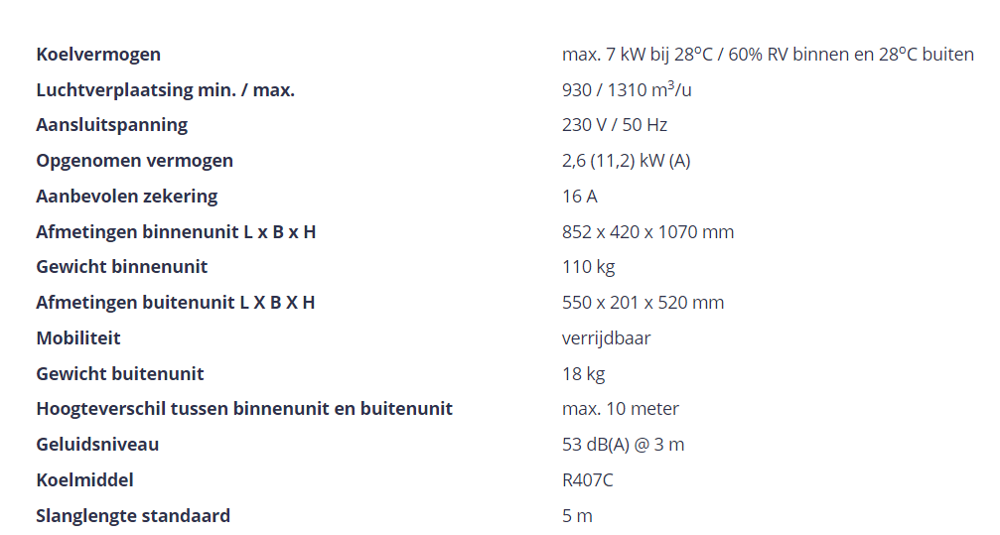 Koelvermogen max. 7 kW bij 28°C / 60% RV binnen en 28°C buiten
Luchtverplaatsing min. / max. 930 / 1310 m³/u
Aansluitspanning 230 V / 50 Hz
Opgenomen vermogen 2,6 (11,2) kW (A)
Aanbevolen zekering 16 A
Afmetingen binnenunit L x B x H 852 x 420 x 1070 mm
Gewicht binnenunit 110 kg
Afmetingen buitenunit L X B X H 550 x 201 x 520 mm
Mobiliteit verrijdbaar
Gewicht buitenunit 18 kg
Hoogteverschil tussen binnenunit en buitenunit max. 10 meter
Geluidsniveau 53 dB(A) @ 3 m
Koelmiddel R407C
Slanglengte standaard 5 m